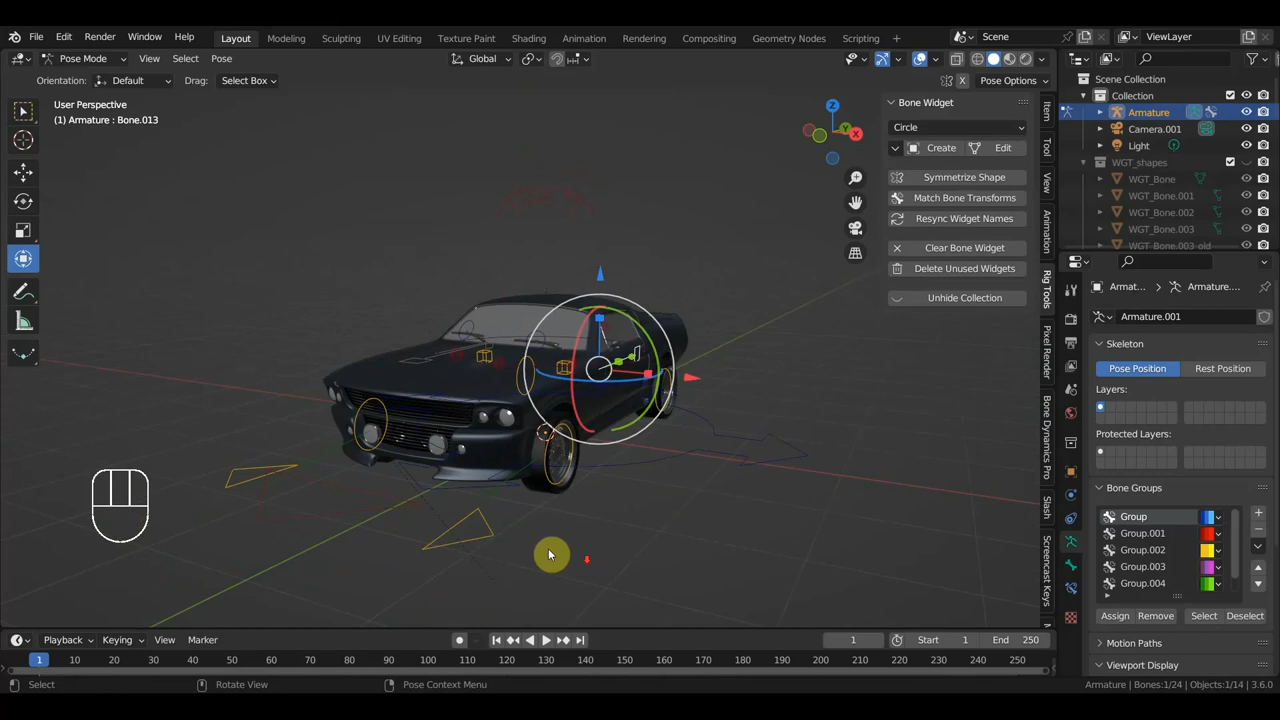 File Edit Render Window Help
Layout Modeling Sculpting UV Editing Texture Paint Shading Animation Rendering Compositing Geometry Nodes Scripting +
Scene
ViewLayer
Pose Mode View Select Pose
Global
Orientation: Default Drag: Select Box
X Pose Options
User Perspective
(1) Armature : Bone.013
Z
Y
X
Bone Widget
Circle
Create Edit
Symmetrize Shape
Match Bone Transforms
Resync Widget Names
Clear Bone Widget
Delete Unused Widgets
Unhide Collection
Item
Tool
View
Animation
Rig Tools
Pixel Render
Bone Dynamics Pro
Slash
Screencast Keys
Scene Collection
Collection
Armature
Camera.001
Light
WGT_shapes
WGT_Bone
WGT_Bone.001
WGT_Bone.002
WGT_Bone.003
WGT_Bone.003_old
Armat... Armature....
Armature.001
Skeleton
Pose Position Rest Position
Layers:
Protected Layers:
Bone Groups
Group
Group.001
Group.002
Group.003
Group.004
Assign Remove Select Deselect
Motion Paths
Viewport Display
Playback Keying View Marker
1 Start 1 End 250
1 10 20 30 40 50 60 70 80 90 100 110 120 130 140 150 160 170 180 190 200 210 220 230 240 250
Select Rotate View Pose Context Menu
Armature | Bones:1/24 | Objects:1/14 | 3.6.0